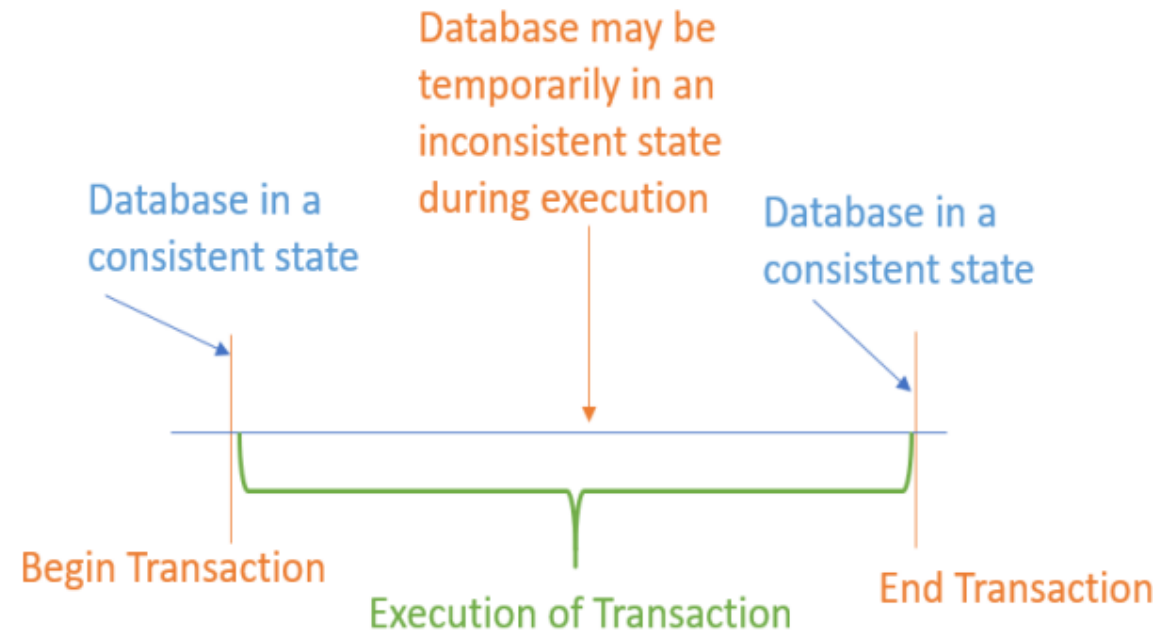 Database may be
temporarily in an
inconsistent state
during execution
Database in a
consistent state
Database in a
consistent state
Begin Transaction
End Transaction
Execution of Transaction